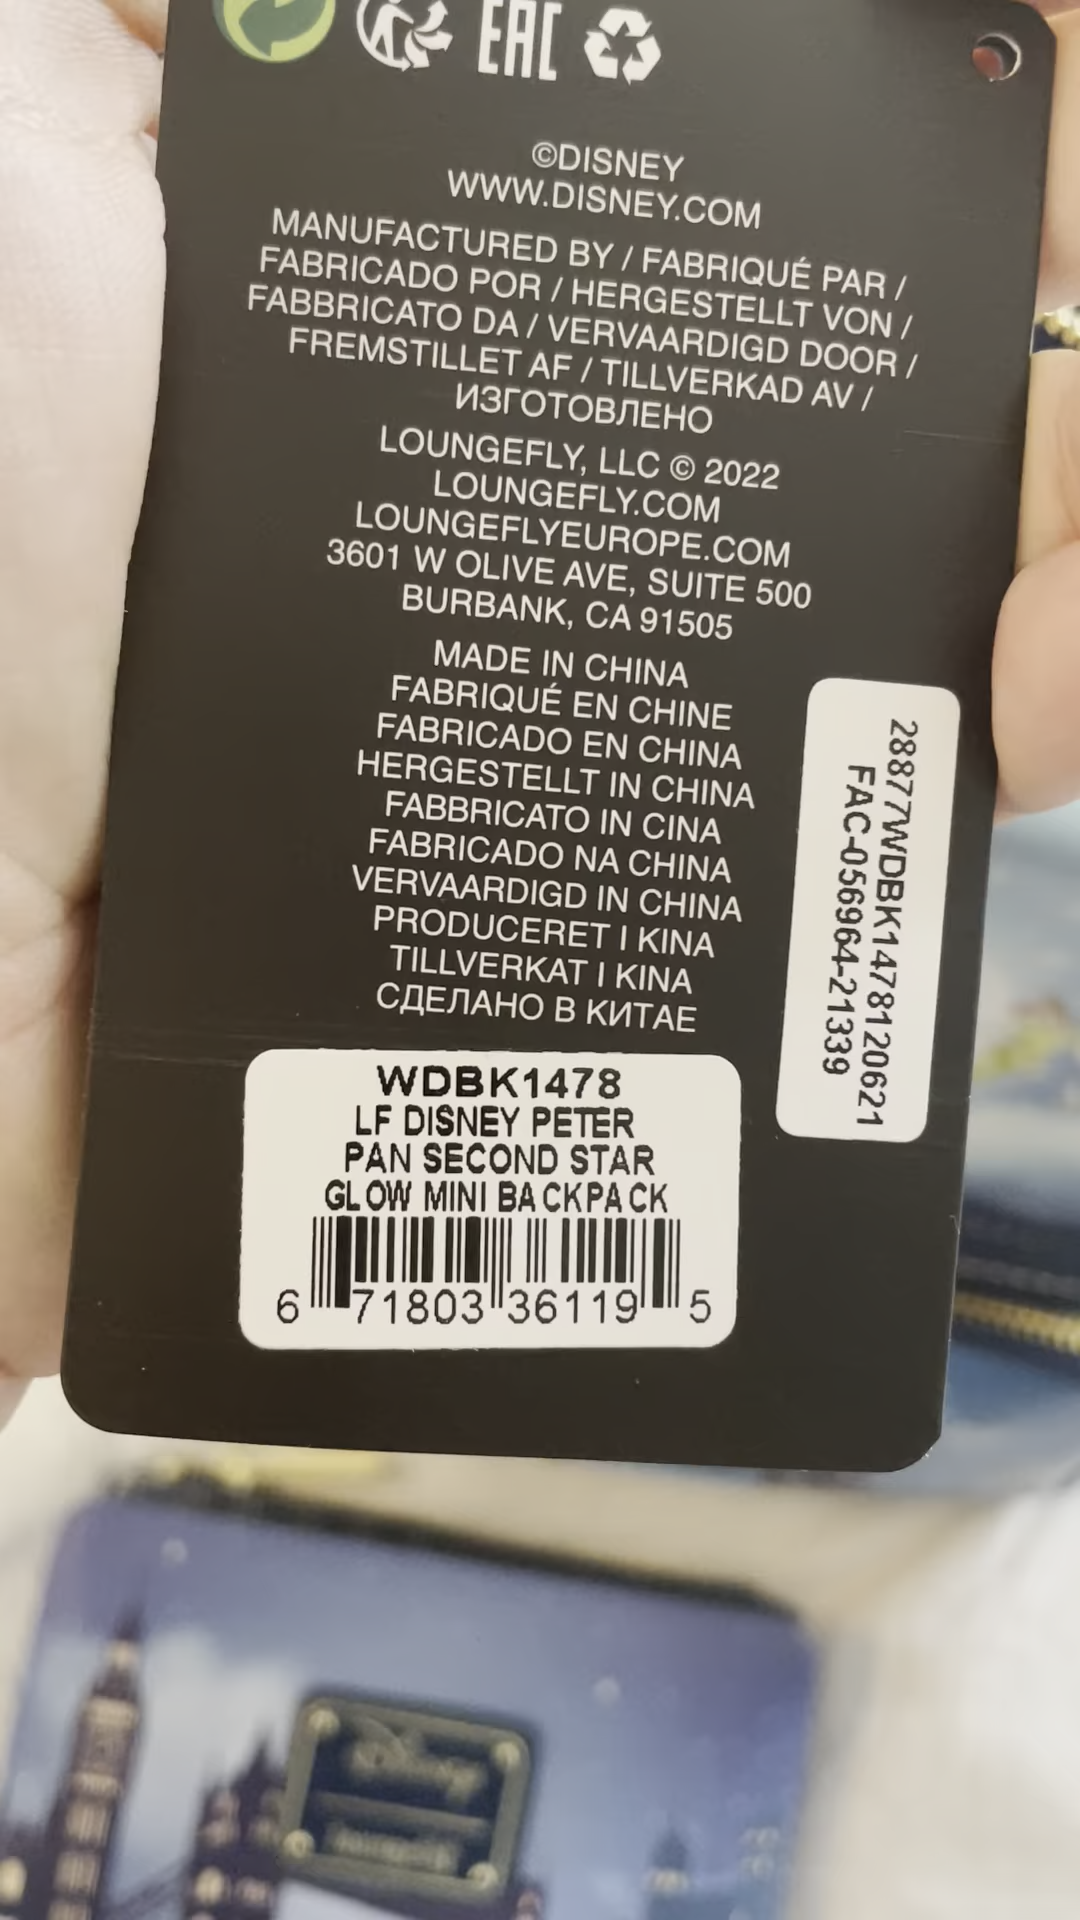 EAC
©DISNEY
WWW.DISNEY.COM
MANUFACTURED BY / FABRIQUÉ PAR /
FABRICADO POR / HERGESTELLT VON /
FABBRICATO DA / VERVAARDIGD DOOR /
FREMSTILLET AF / TILLVERKAD AV /
ИЗГОТОВЛЕНО
LOUNGEFLY, LLC © 2022
LOUNGEFLY.COM
LOUNGEFLYEUROPE.COM
3601 W OLIVE AVE, SUITE 500
BURBANK, CA 91505
MADE IN CHINA
FABRIQUÉ EN CHINE
FABRICADO EN CHINA
HERGESTELLT IN CHINA
FABBRICATO IN CINA
FABRICADO NA CHINA
VERVAARDIGD IN CHINA
PRODUCERET I KINA
TILLVERKAT I KINA
СДЕЛАНО В КИТАЕ
28877WDBK1478120621
FAC-056964-21339
WDBK1478
LF DISNEY PETER
PAN SECOND STAR
GLOW MINI BACKPACK
6 71803 36119 5
Disney